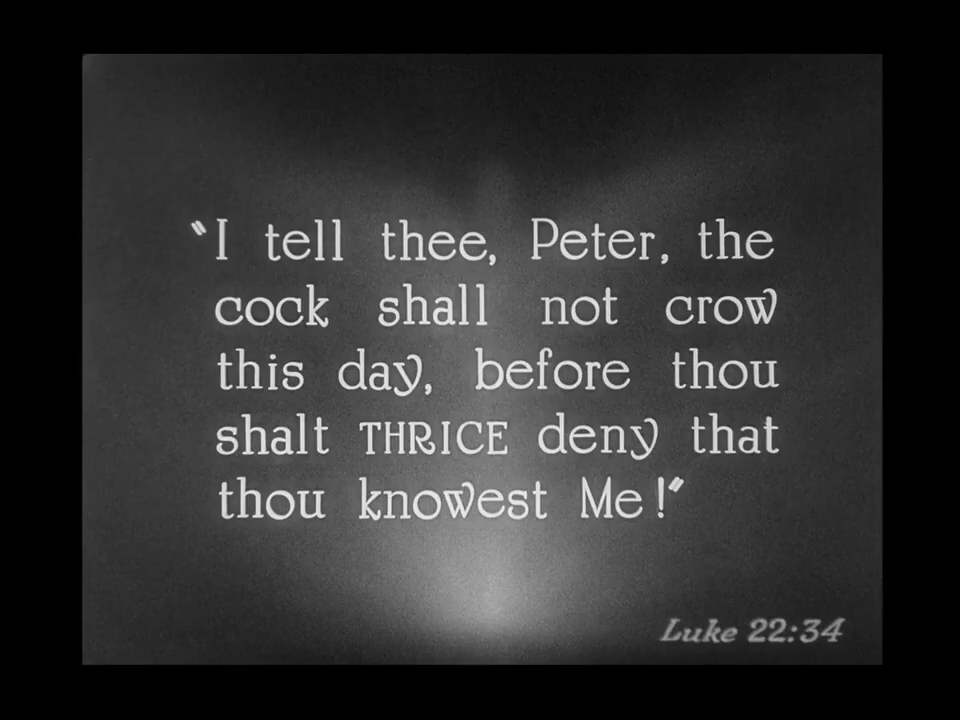 "I tell thee, Peter, the
cock shall not crow
this day, before thou
shalt THRICE deny that
thou knowest Me!"
Luke 22:34